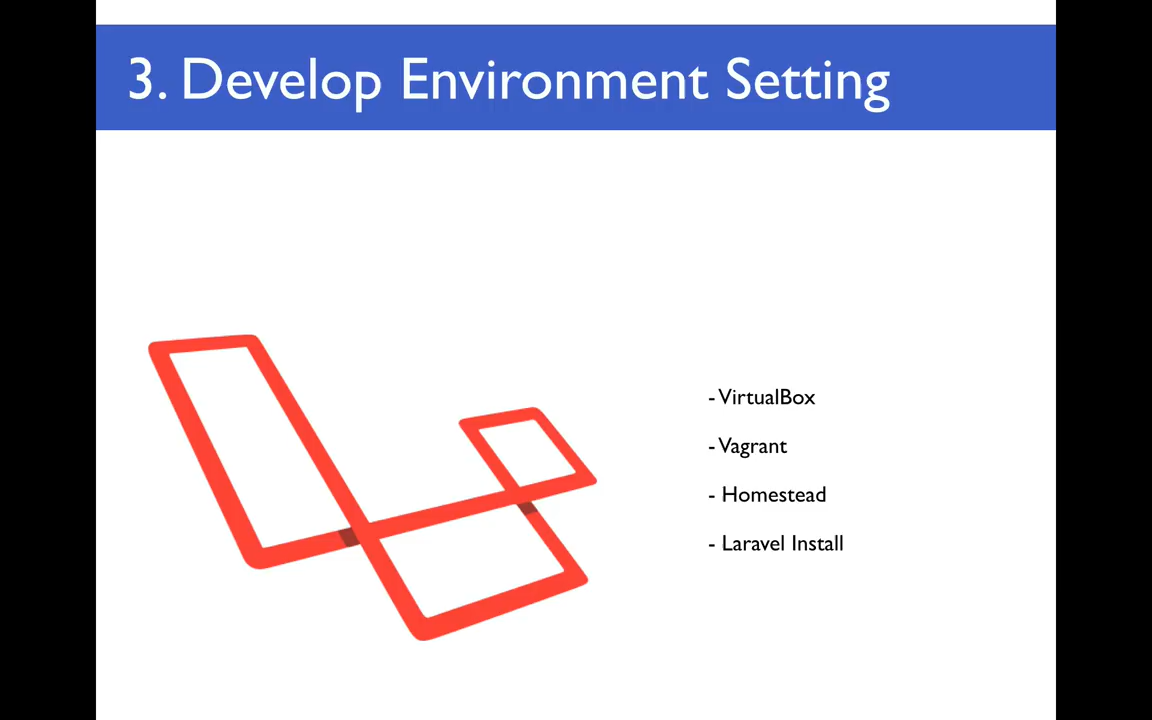 3. Develop Environment Setting
- VirtualBox
- Vagrant
- Homestead
- Laravel Install